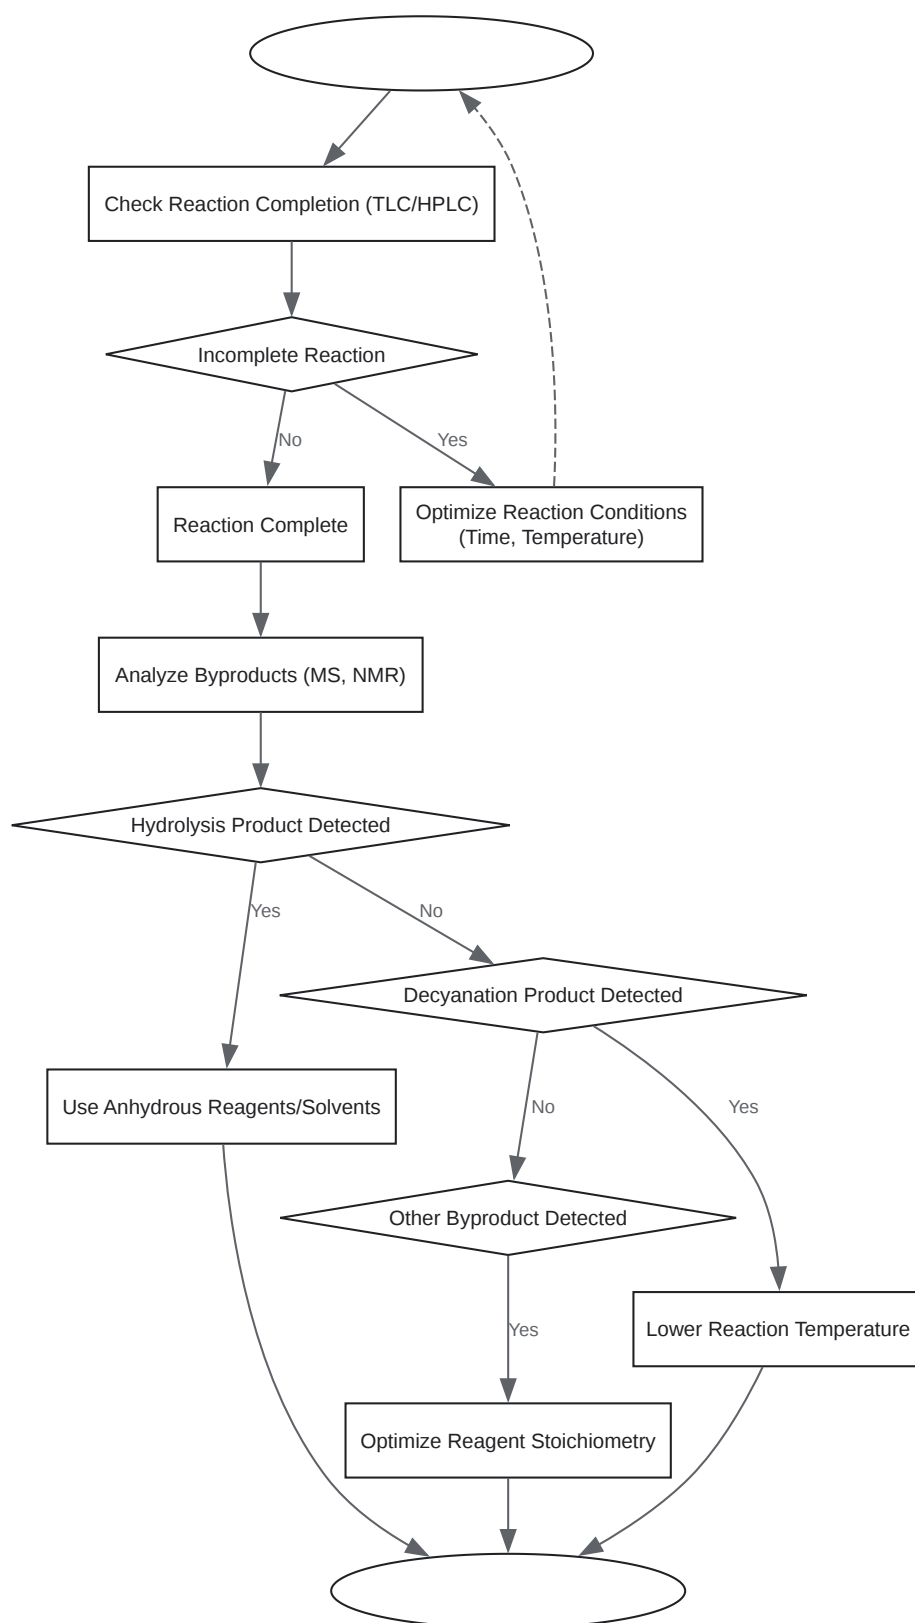 Check Reaction Completion (TLC/HPLC)
Incomplete Reaction
No
Yes
Reaction Complete
Optimize Reaction Conditions
(Time, Temperature)
Analyze Byproducts (MS, NMR)
Hydrolysis Product Detected
Yes
No
Decyanation Product Detected
Use Anhydrous Reagents/Solvents
No
Yes
Other Byproduct Detected
Yes
Lower Reaction Temperature
Optimize Reagent Stoichiometry